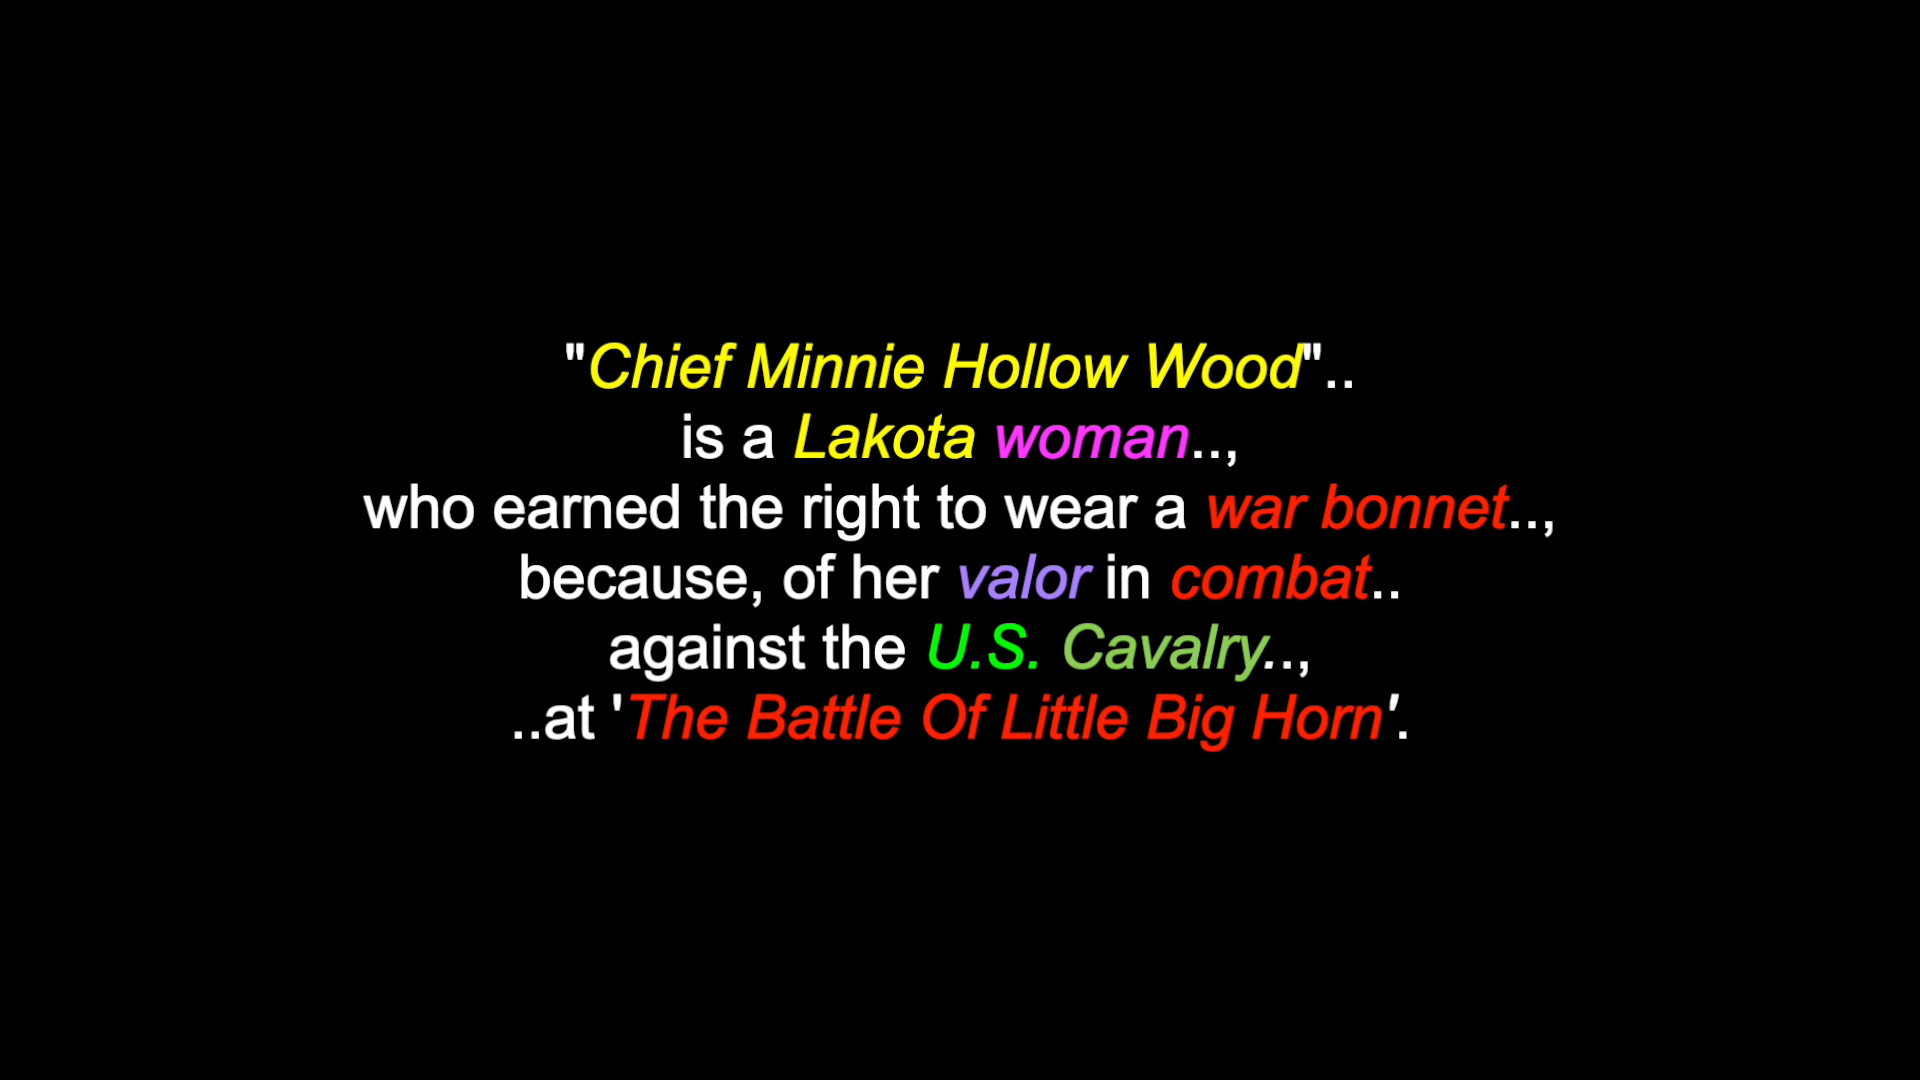 "Chief Minnie Hollow Wood"..
is a Lakota woman..,
who earned the right to wear a war bonnet..,
because, of her valor in combat..
against the U.S. Cavalry..,
..at 'The Battle Of Little Big Horn'.